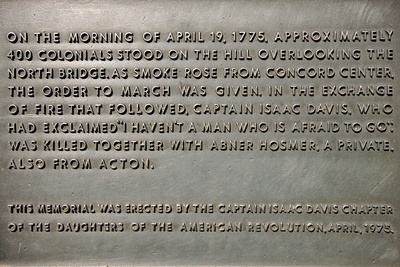 ON THE MORNING OF APRIL 19, 1775, APPROXIMATELY
400 COLONIALS STOOD ON THE HILL OVERLOOKING THE
NORTH BRIDGE. AS SMOKE ROSE FROM CONCORD CENTER,
THE ORDER TO MARCH WAS GIVEN. IN THE EXCHANGE
OF FIRE THAT FOLLOWED, CAPTAIN ISAAC DAVIS, WHO
HAD EXCLAIMED "I HAVEN'T A MAN WHO IS AFRAID TO GO",
WAS KILLED TOGETHER WITH ABNER HOSMER, A PRIVATE,
ALSO FROM ACTON.
THIS MEMORIAL WAS ERECTED BY THE CAPTAIN ISAAC DAVIS CHAPTER
OF THE DAUGHTERS OF THE AMERICAN REVOLUTION, APRIL, 1975.